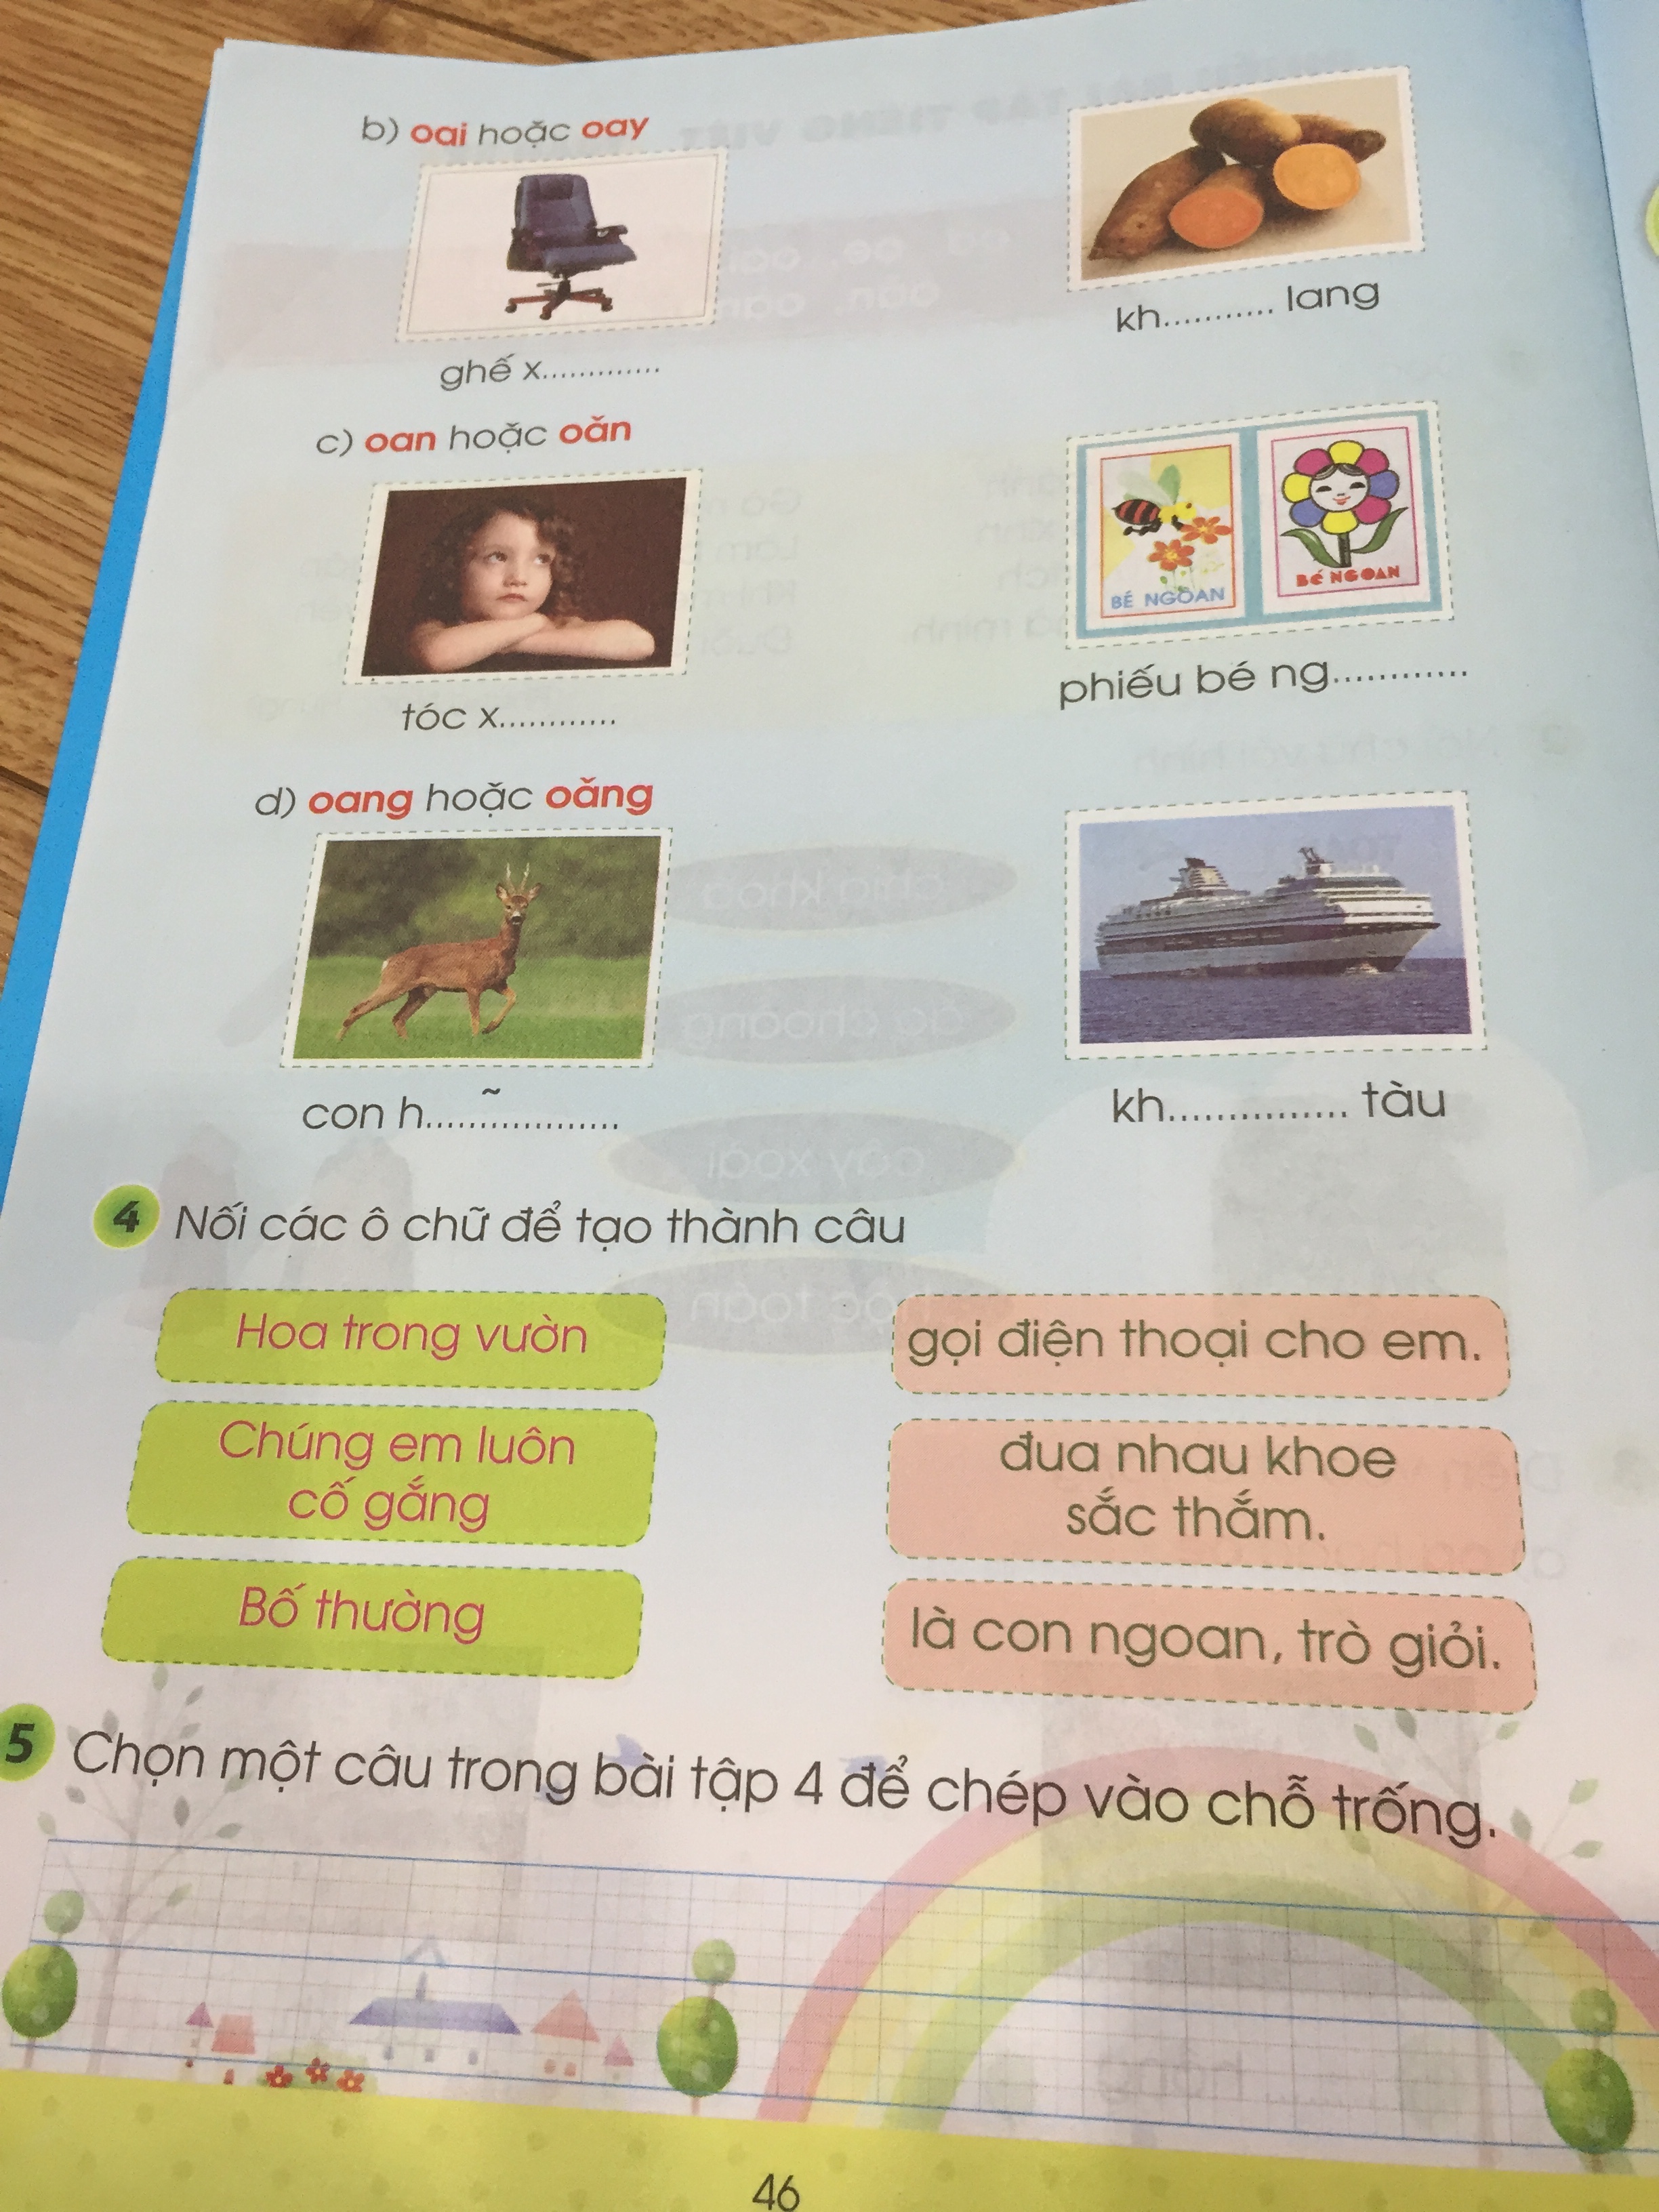 b) oai hoặc oay
ghế x.............
kh........... lang
c) oan hoặc oăn
BÉ NGOAN
BÉ NGOAN
tóc x............
phiếu bé ng............
d) oang hoặc oăng
con h......~.............
kh............... tàu
4 Nối các ô chữ để tạo thành câu
Hoa trong vườn
gọi điện thoại cho em.
Chúng em luôn
cố gắng
đua nhau khoe
sắc thắm.
Bố thường
là con ngoan, trò giỏi.
5 Chọn một câu trong bài tập 4 để chép vào chỗ trống.
46